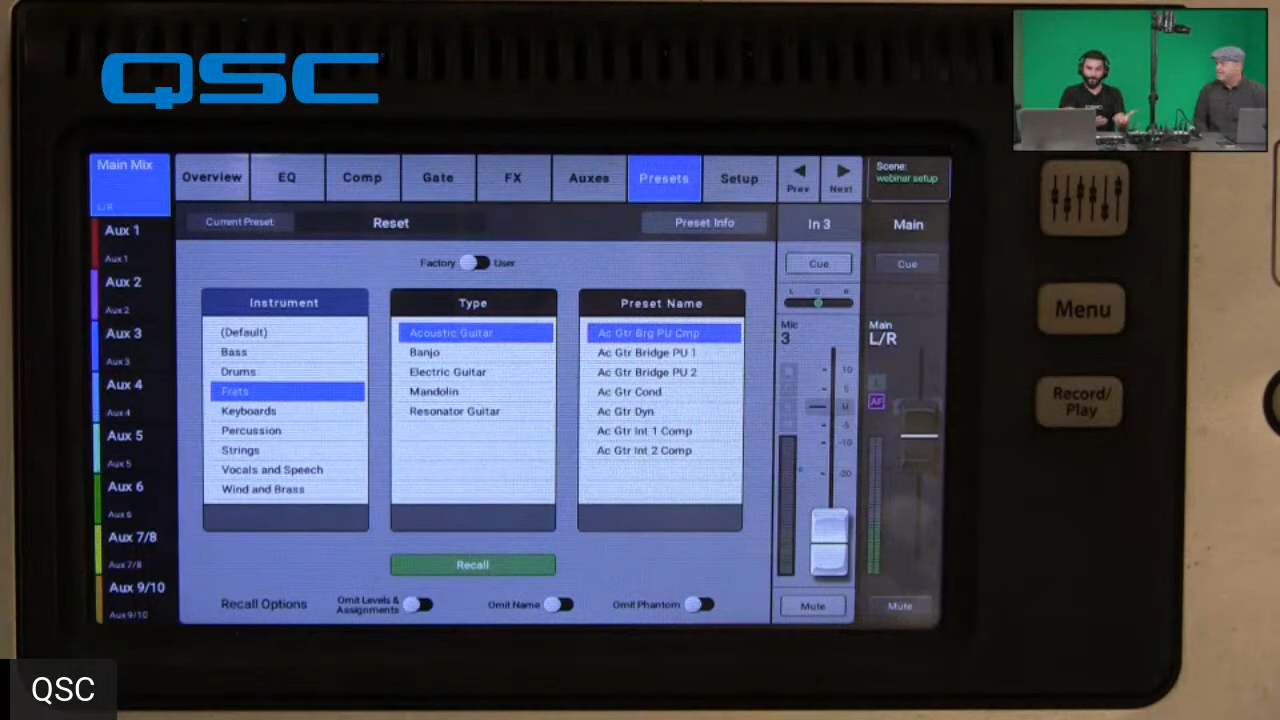 QSC
Main Mix
L/R
Overview
EQ
Comp
Gate
FX
Auxes
Presets
Setup
Prev
Next
Scene:
webinar setup
Aux 1
Aux 1
Aux 2
Aux 2
Aux 3
Aux 3
Aux 4
Aux 4
Aux 5
Aux 5
Aux 6
Aux 6
Aux 7/8
Aux 7/8
Aux 9/10
Aux 9/10
Current Preset
Reset
Preset Info
Factory
User
Instrument
(Default)
Bass
Drums
Frets
Keyboards
Percussion
Strings
Vocals and Speech
Wind and Brass
Type
Acoustic Guitar
Banjo
Electric Guitar
Mandolin
Resonator Guitar
Preset Name
Ac Gtr Brg PU Cmp
Ac Gtr Bridge PU 1
Ac Gtr Bridge PU 2
Ac Gtr Cond
Ac Gtr Dyn
Ac Gtr Int 1 Comp
Ac Gtr Int 2 Comp
Recall
Recall Options
Omit Levels &
Assignments
Omit Name
Omit Phantom
In 3
Cue
L C R
Mic
3
10
5
U
-5
-10
-20
Mute
Main
Cue
Main
L/R
AF
Mute
Menu
Record/
Play
QSC